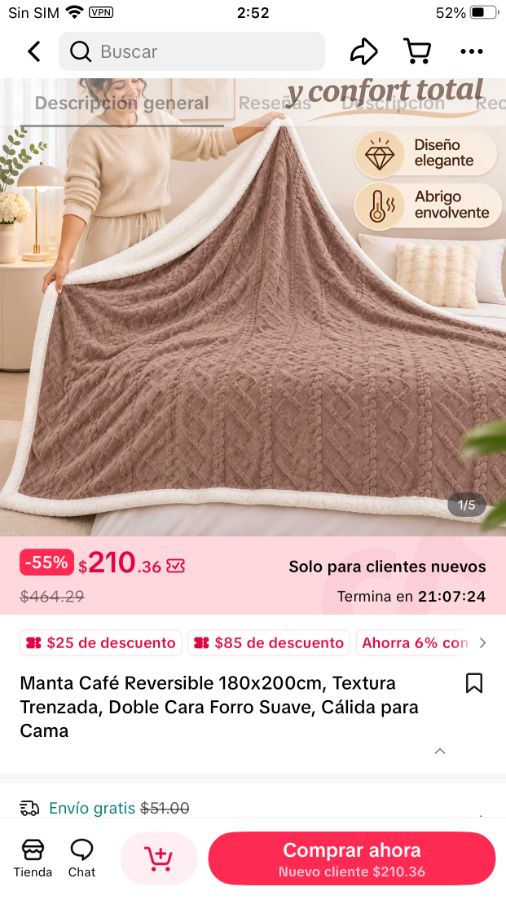 Sin SIM VPN 2:52 52%
Buscar
y confort total
Descripción general Reseñas Descripción Rec
Diseño
elegante
Abrigo
envolvente
1/5
-55% $210.36 Solo para clientes nuevos
$464.29 Termina en 21:07:24
$25 de descuento $85 de descuento Ahorra 6% con
Manta Café Reversible 180x200cm, Textura
Trenzada, Doble Cara Forro Suave, Cálida para
Cama
Envío gratis $51.00
Tienda Chat Comprar ahora
Nuevo cliente $210.36